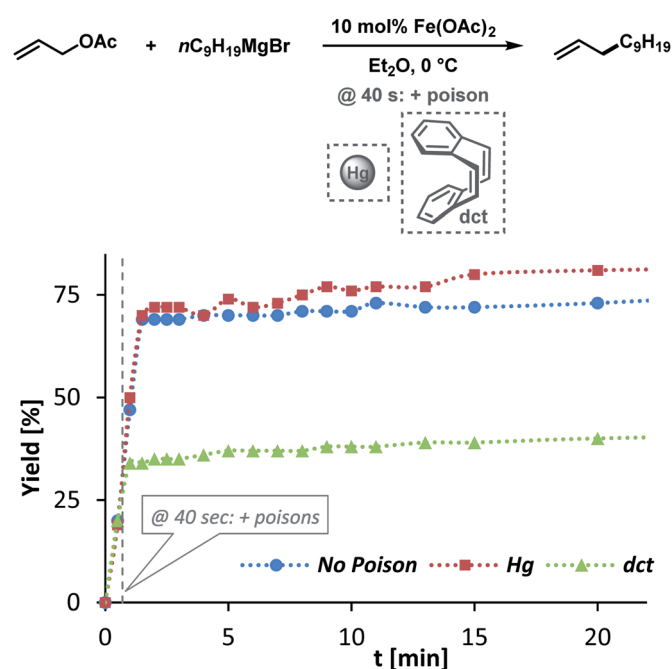 10 mol% Fe(OAc)₂
OAc + nC₉H₁₉MgBr C₉H₁₉
Et₂O, 0 °C
@ 40 s: + poison
Hg
dct
75
50
25
0
Yield [%]
@ 40 sec: + poisons
No Poison Hg dct
0 5 10 15 20
t [min]